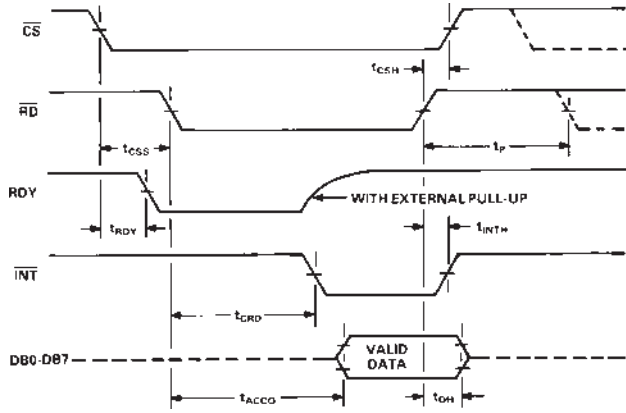 CS
tCSH
RD
tCSS
tP
RDY
WITH EXTERNAL PULL-UP
tRDY
tINTH
INT
tCRD
DB0-DB7
VALID
DATA
tACC0
tDH